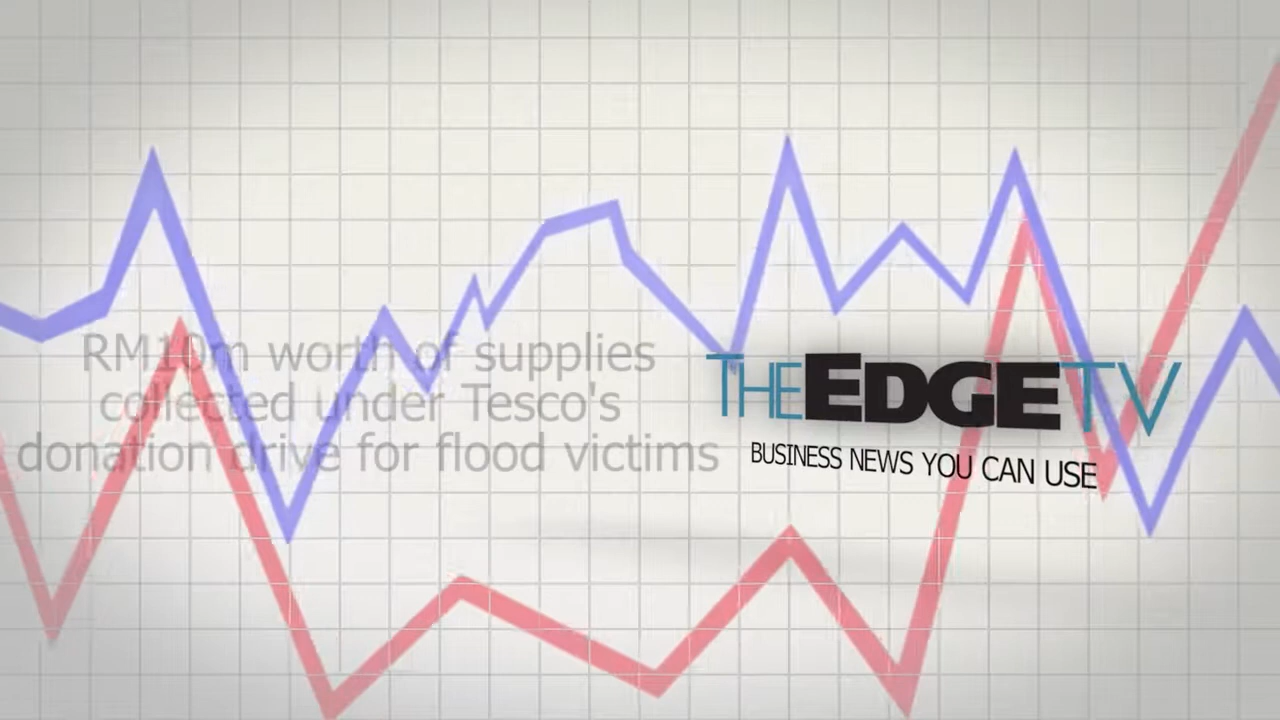 RM10m worth of supplies
collected under Tesco's
donation drive for flood victims
THEEDGETV
BUSINESS NEWS YOU CAN USE